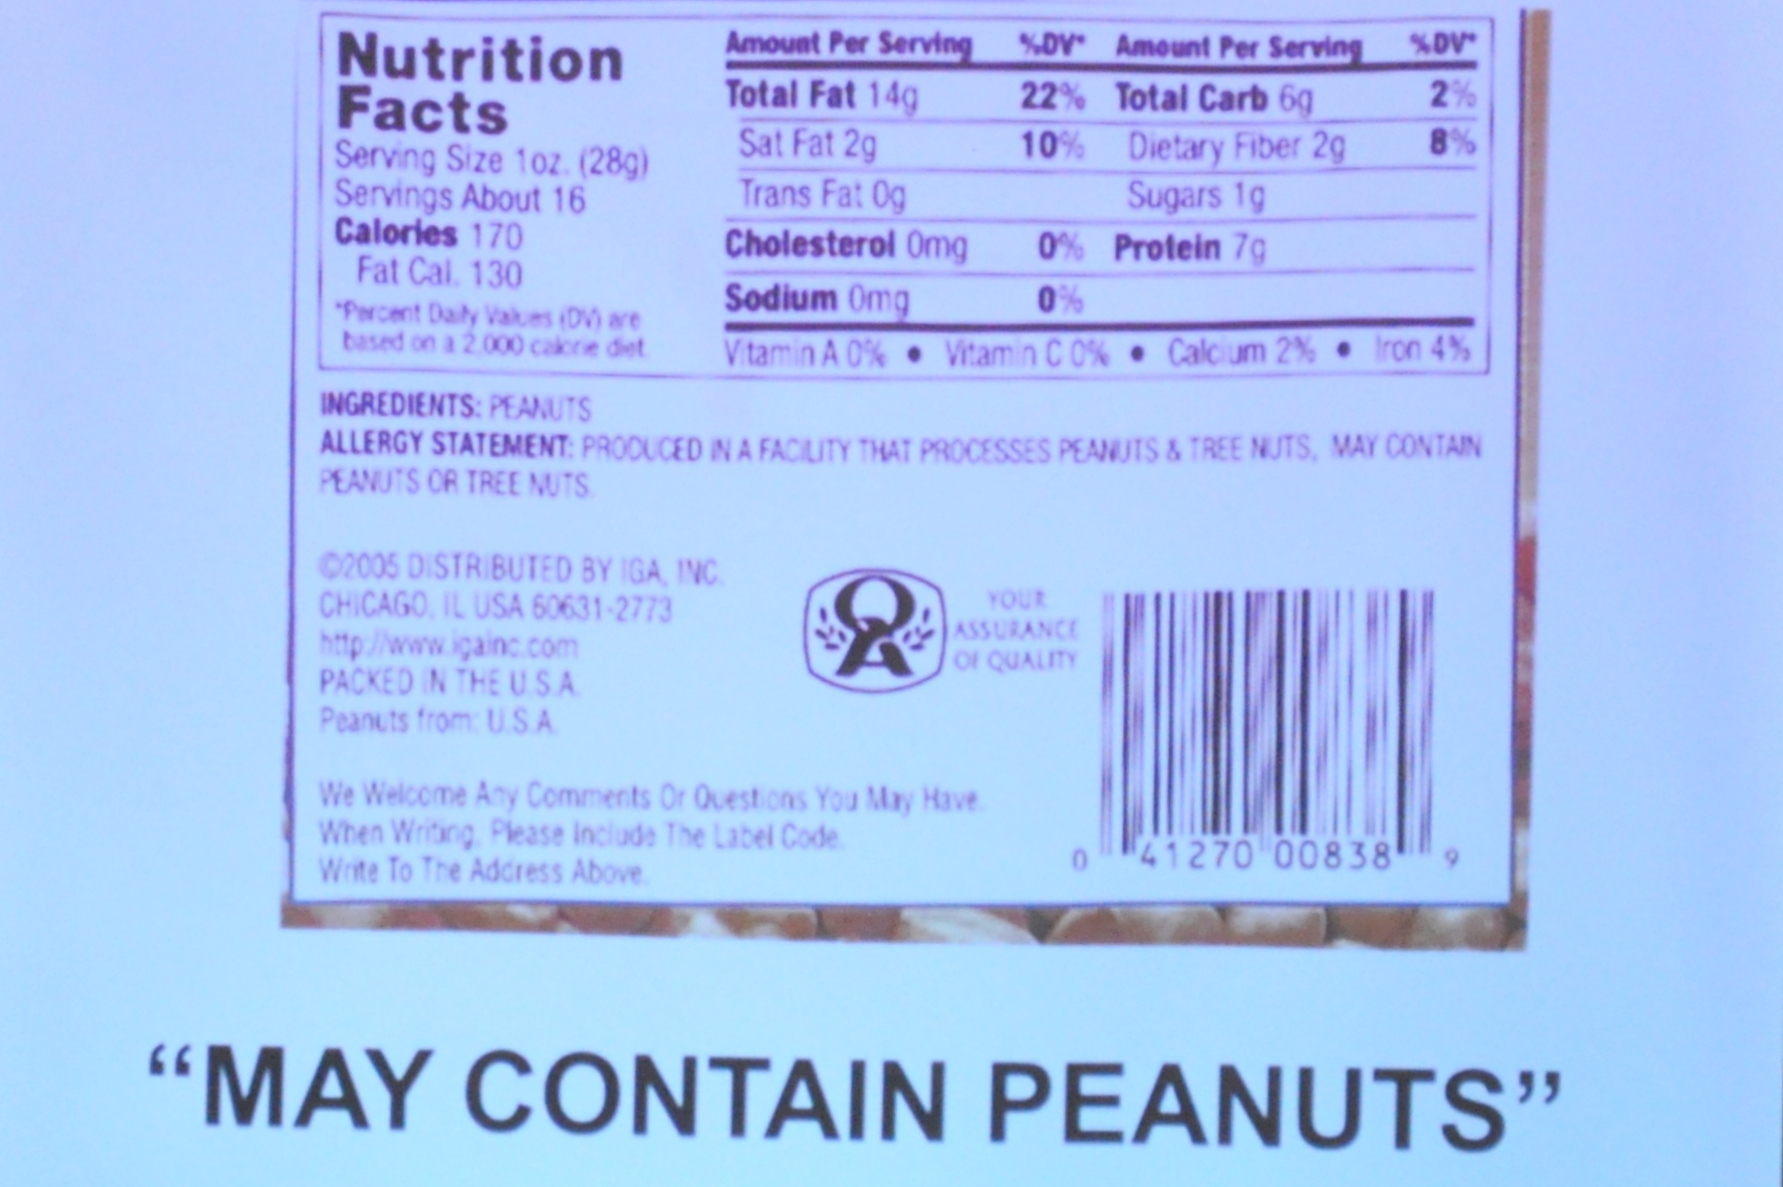 Nutrition
Facts
Serving Size 1oz. (28g)
Servings About 16
Calories 170
Fat Cal. 130
*Percent Daily Values (DV) are
based on a 2,000 calorie diet.
Amount Per Serving %DV* Amount Per Serving %DV*
Total Fat 14g 22% Total Carb 6g 2%
Sat Fat 2g 10% Dietary Fiber 2g 8%
Trans Fat 0g Sugars 1g
Cholesterol 0mg 0% Protein 7g
Sodium 0mg 0%
Vitamin A 0% • Vitamin C 0% • Calcium 2% • Iron 4%
INGREDIENTS: PEANUTS
ALLERGY STATEMENT: PRODUCED IN A FACILITY THAT PROCESSES PEANUTS & TREE NUTS, MAY CONTAIN
PEANUTS OR TREE NUTS.
©2005 DISTRIBUTED BY IGA, INC.
CHICAGO, IL USA 60631-2773
http://www.igainc.com
PACKED IN THE U.S.A.
Peanuts from: U.S.A.
YOUR
ASSURANCE
OF QUALITY
We Welcome Any Comments Or Questions You May Have.
When Writing, Please Include The Label Code.
Write To The Address Above.
0 41270 00838 9
“MAY CONTAIN PEANUTS”